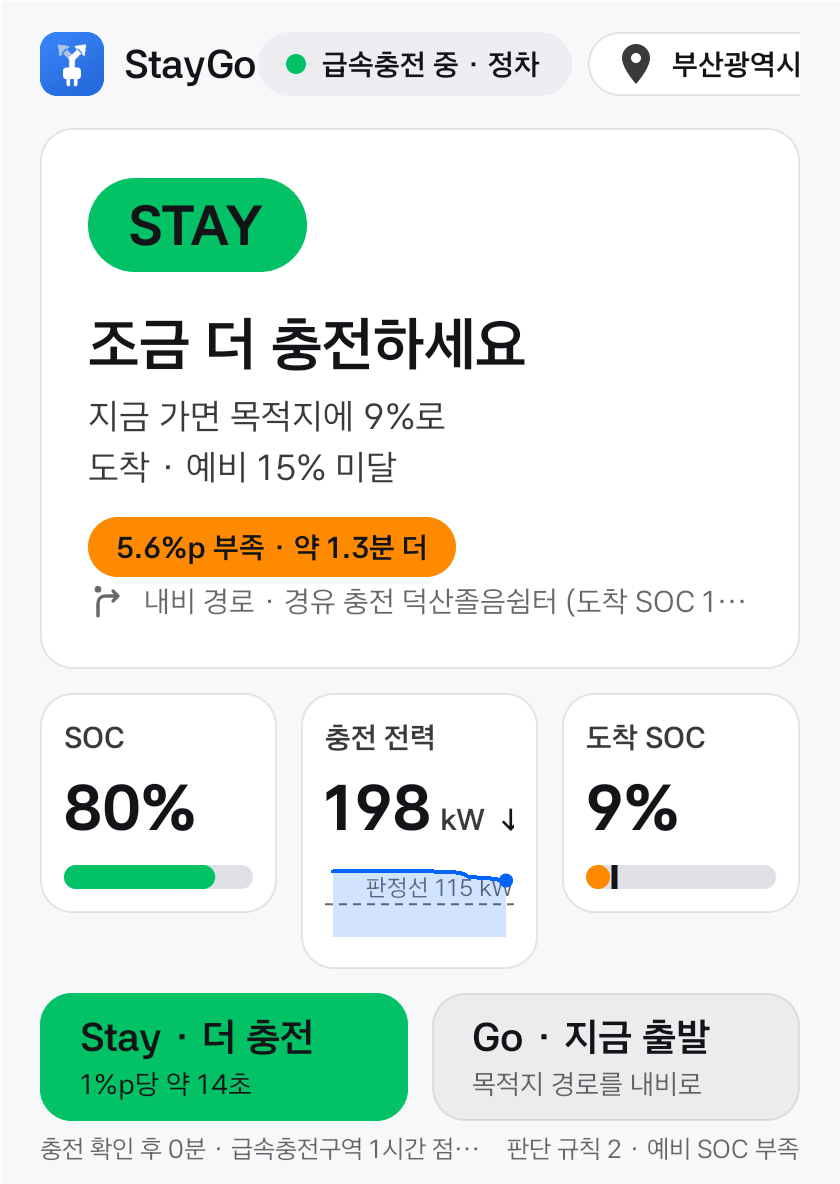 StayGo
급속충전 중 · 정차
부산광역시
STAY
조금 더 충전하세요
지금 가면 목적지에 9%로
도착 · 예비 15% 미달
5.6%p 부족 · 약 1.3분 더
내비 경로 · 경유 충전 덕산졸음쉼터 (도착 SOC 1…
SOC
80%
충전 전력
198 kW ↓
판정선 115 kW
도착 SOC
9%
Stay · 더 충전
1%p당 약 14초
Go · 지금 출발
목적지 경로를 내비로
충전 확인 후 0분 · 급속충전구역 1시간 점…
판단 규칙 2 · 예비 SOC 부족